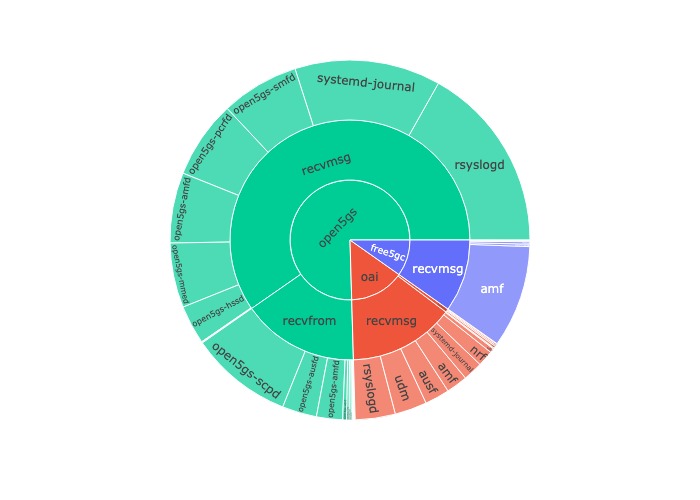 open5gs
recvmsg
rsyslogd
systemd-journal
open5gs-smfd
open5gs-pcrfd
open5gs-amfd
open5gs-mmed
open5gs-hssd
recvfrom
open5gs-scpd
open5gs-ausfd
open5gs-amfd
oai
recvmsg
rsyslogd
udm
ausf
amf
systemd-journal
nrf
free5gc
recvmsg
amf